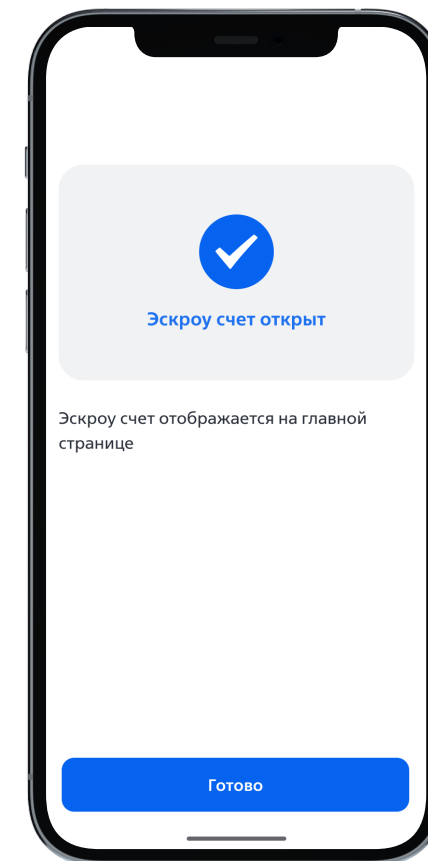 Эскроу счет открыт
Эскроу счет отображается на главной
странице
Готово